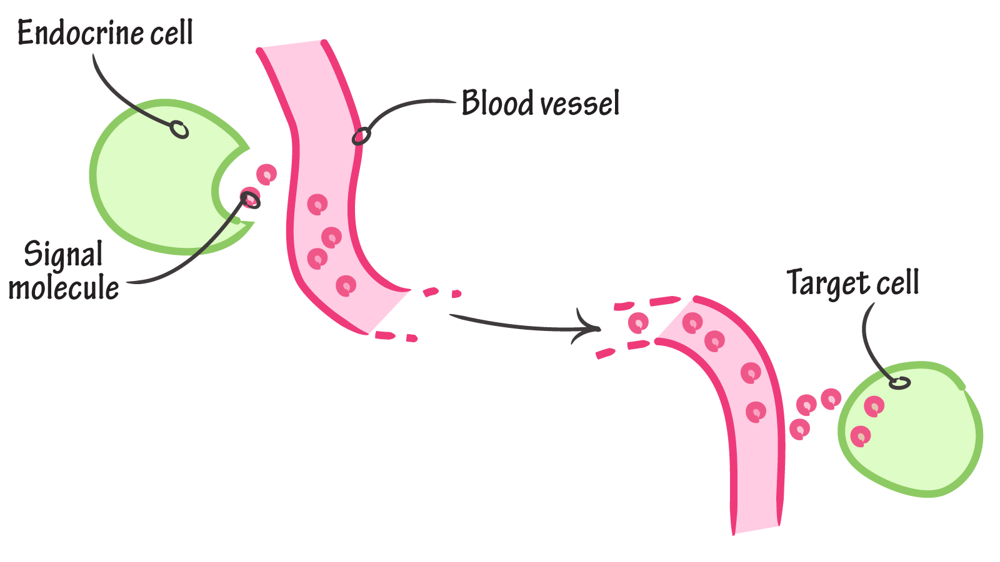 Endocrine cell
Blood vessel
Signal
molecule
Target cell